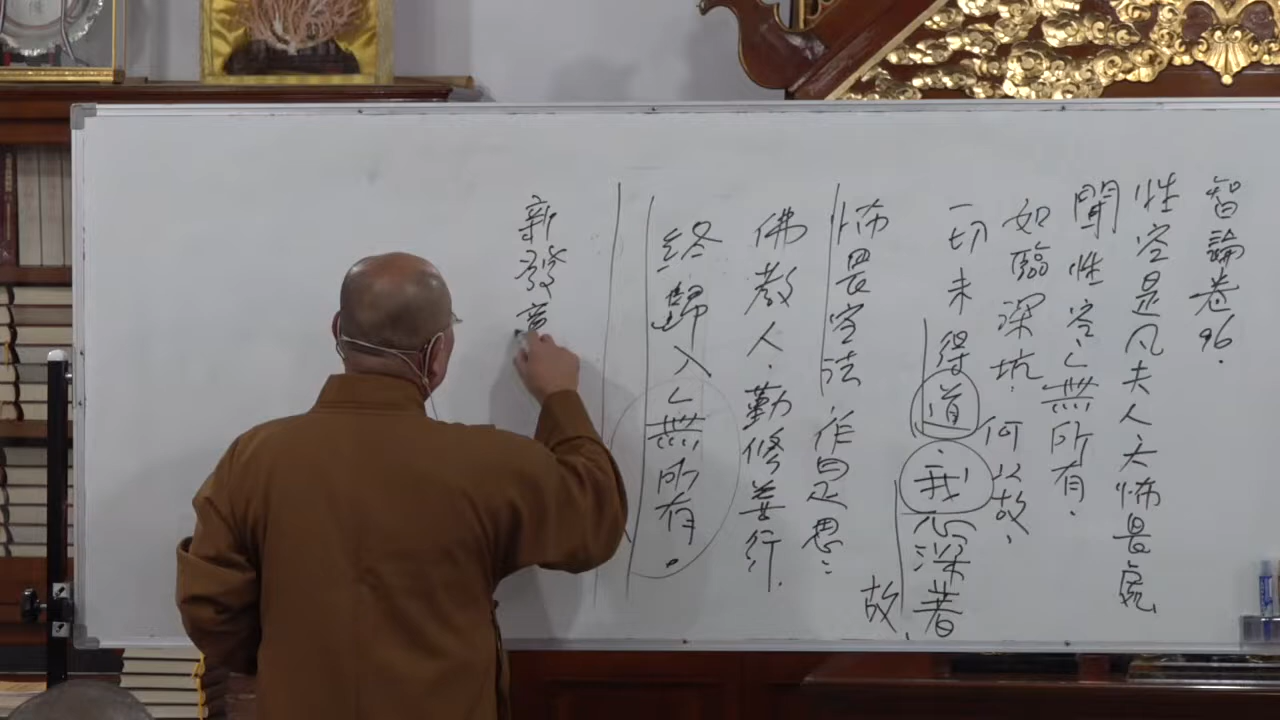 智論卷96.
性空是凡夫人大怖畏處
聞性空、無所有.
如臨深坑.何以故、
一切未得道.我心深著
故、
怖畏空法作是思:
佛教人.勤修善行.
終歸入、無所有。
新發意